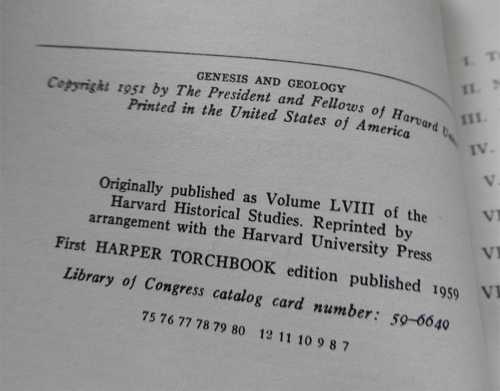 GENESIS AND GEOLOGY
Copyright 1951 by The President and Fellows of Harvard
Printed in the United States of America
Originally published as Volume LVIII of the
Harvard Historical Studies. Reprinted by
arrangement with the Harvard University Press
First HARPER TORCHBOOK edition published 1959
Library of Congress catalog card number: 59-6649
75 76 77 78 79 80 12 11 10 9 8 7
I.
II.
III.
IV.
V.